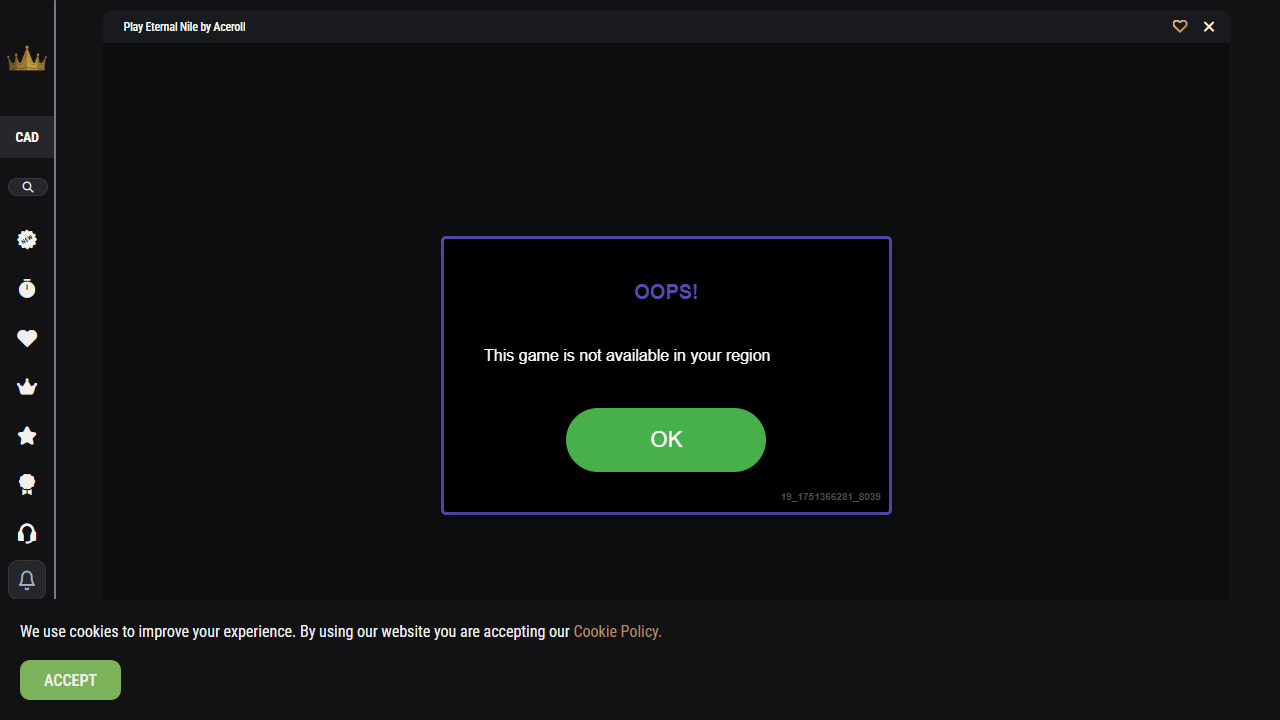 Play Eternal Nile by Aceroll
CAD
NEW
OOPS!
This game is not available in your region
OK
19_1751366281_8039
We use cookies to improve your experience. By using our website you are accepting our Cookie Policy.
ACCEPT